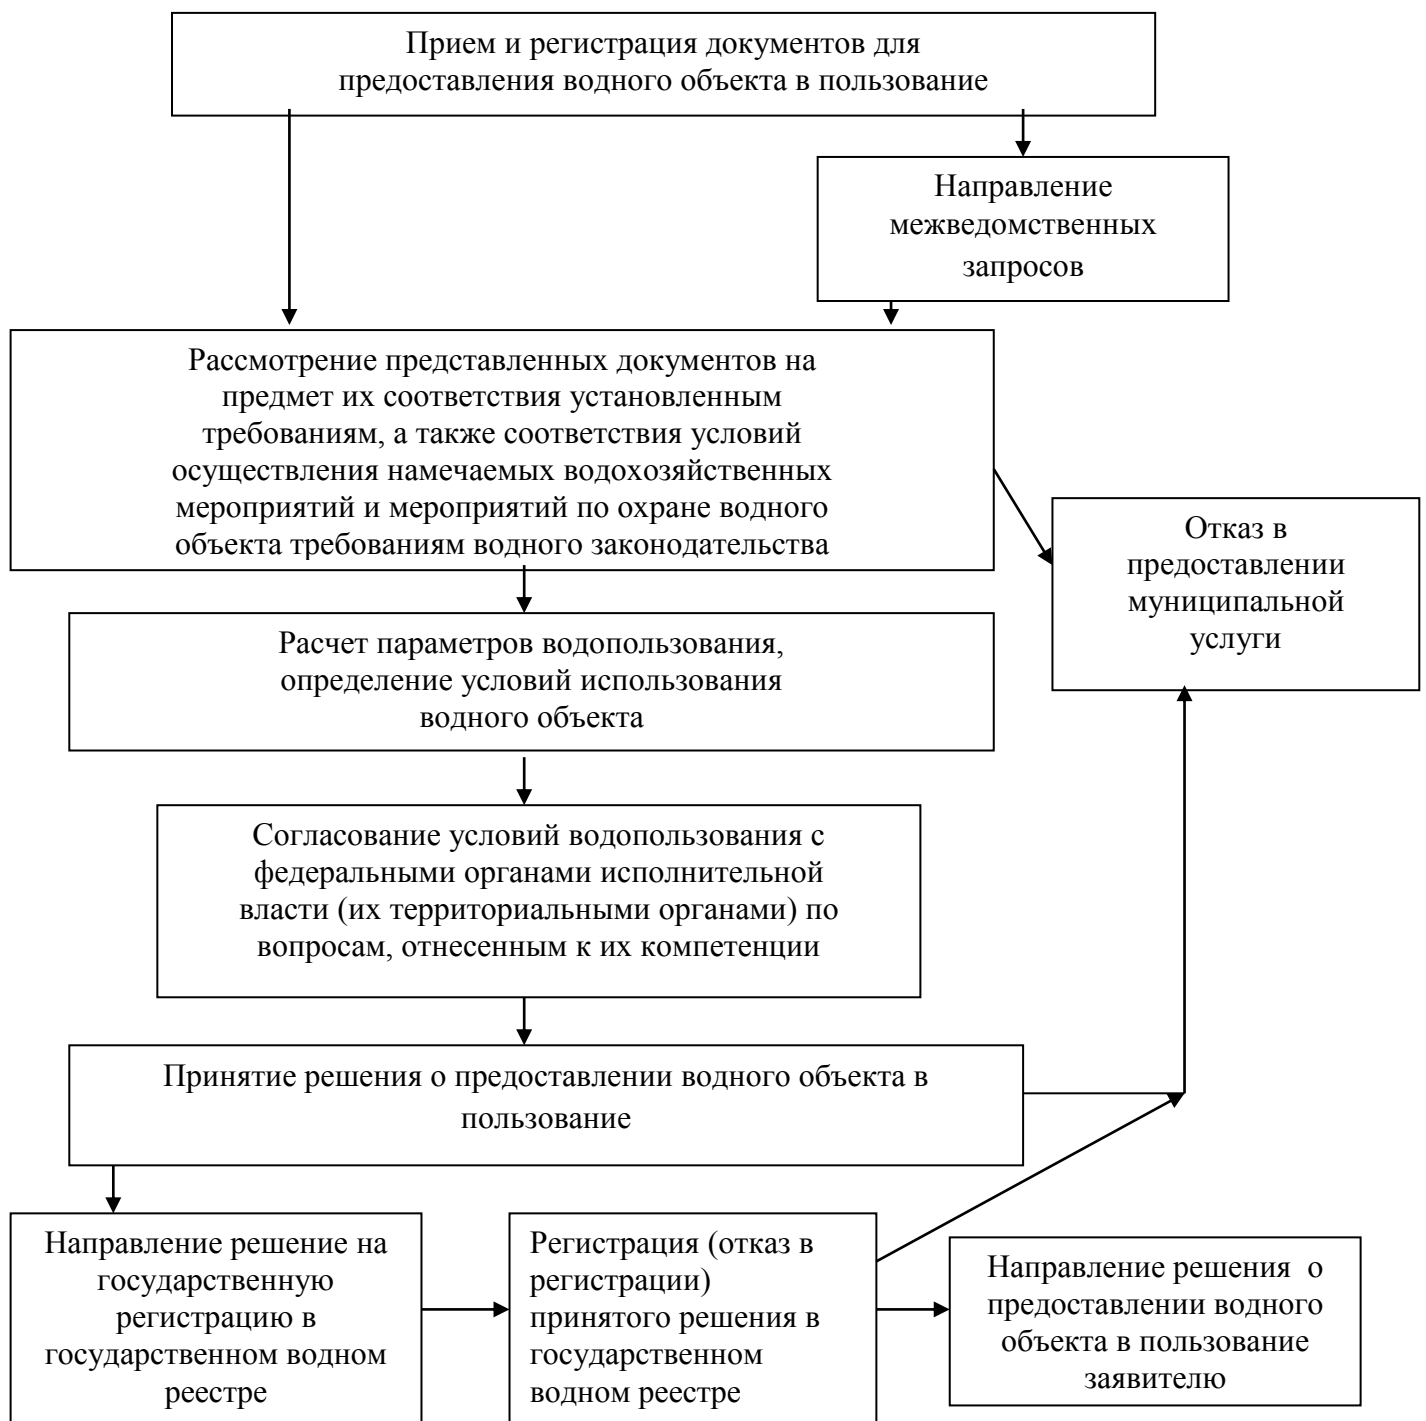 Прием и регистрация документов для
предоставления водного объекта в пользование
Направление
межведомственных
запросов
Рассмотрение представленных документов на
предмет их соответствия установленным
требованиям, а также соответствия условий
осуществления намечаемых водохозяйственных
мероприятий и мероприятий по охране водного
объекта требованиям водного законодательства
Отказ в
предоставлении
муниципальной
услуги
Расчет параметров водопользования,
определение условий использования
водного объекта
Согласование условий водопользования с
федеральными органами исполнительной
власти (их территориальными органами) по
вопросам, отнесенным к их компетенции
Принятие решения о предоставлении водного объекта в
пользование
Направление решение на
государственную
регистрацию в
государственном водном
реестре
Регистрация (отказ в
регистрации)
принятого решения в
государственном
водном реестре
Направление решения о
предоставлении водного
объекта в пользование
заявителю